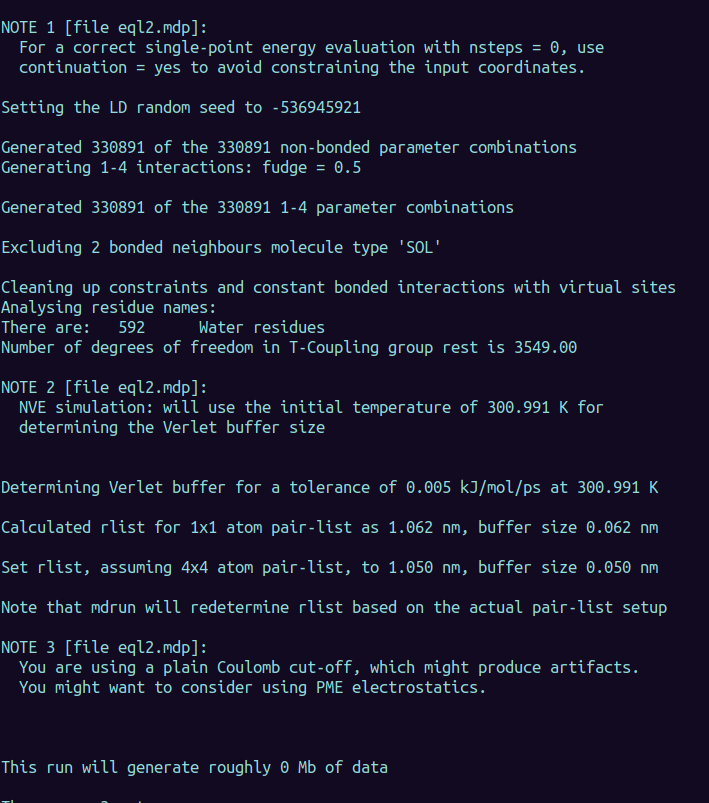 NOTE 1 [file eql2.mdp]:
For a correct single-point energy evaluation with nsteps = 0, use
continuation = yes to avoid constraining the input coordinates.
Setting the LD random seed to -536945921
Generated 330891 of the 330891 non-bonded parameter combinations
Generating 1-4 interactions: fudge = 0.5
Generated 330891 of the 330891 1-4 parameter combinations
Excluding 2 bonded neighbours molecule type 'SOL'
Cleaning up constraints and constant bonded interactions with virtual sites
Analysing residue names:
There are:   592      Water residues
Number of degrees of freedom in T-Coupling group rest is 3549.00
NOTE 2 [file eql2.mdp]:
NVE simulation: will use the initial temperature of 300.991 K for
determining the Verlet buffer size
Determining Verlet buffer for a tolerance of 0.005 kJ/mol/ps at 300.991 K
Calculated rlist for 1x1 atom pair-list as 1.062 nm, buffer size 0.062 nm
Set rlist, assuming 4x4 atom pair-list, to 1.050 nm, buffer size 0.050 nm
Note that mdrun will redetermine rlist based on the actual pair-list setup
NOTE 3 [file eql2.mdp]:
You are using a plain Coulomb cut-off, which might produce artifacts.
You might want to consider using PME electrostatics.
This run will generate roughly 0 Mb of data